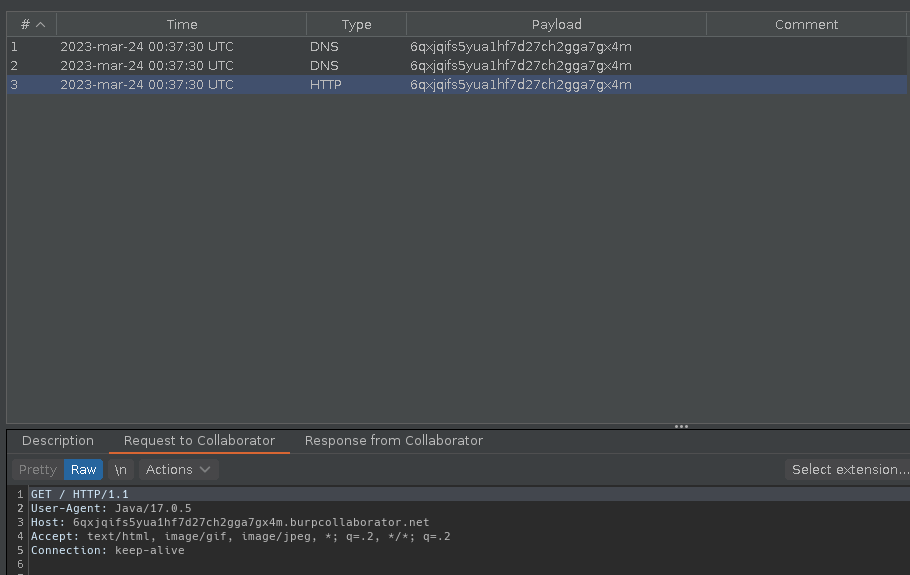 # Time Type Payload Comment
1 2023-mar-24 00:37:30 UTC DNS 6qxjqifs5yua1hf7d27ch2gga7gx4m
2 2023-mar-24 00:37:30 UTC DNS 6qxjqifs5yua1hf7d27ch2gga7gx4m
3 2023-mar-24 00:37:30 UTC HTTP 6qxjqifs5yua1hf7d27ch2gga7gx4m
Description Request to Collaborator Response from Collaborator
Pretty Raw \n Actions Select extension...
1 GET / HTTP/1.1
2 User-Agent: Java/17.0.5
3 Host: 6qxjqifs5yua1hf7d27ch2gga7gx4m.burpcollaborator.net
4 Accept: text/html, image/gif, image/jpeg, *; q=.2, */*; q=.2
5 Connection: keep-alive
6